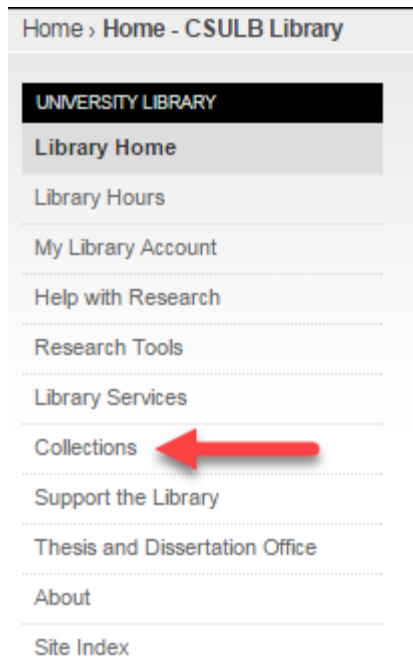 Home › Home - CSULB Library
UNIVERSITY LIBRARY
Library Home
Library Hours
My Library Account
Help with Research
Research Tools
Library Services
Collections
Support the Library
Thesis and Dissertation Office
About
Site Index